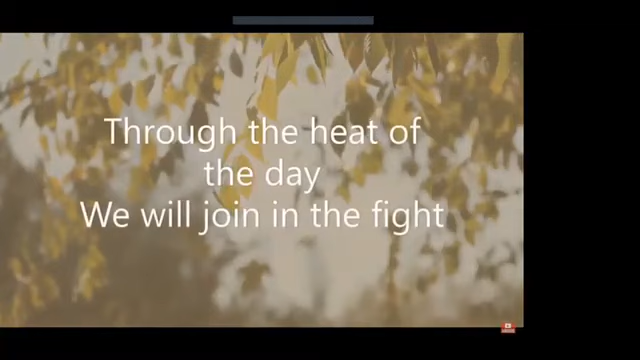 Through the heat of
the day
We will join in the fight